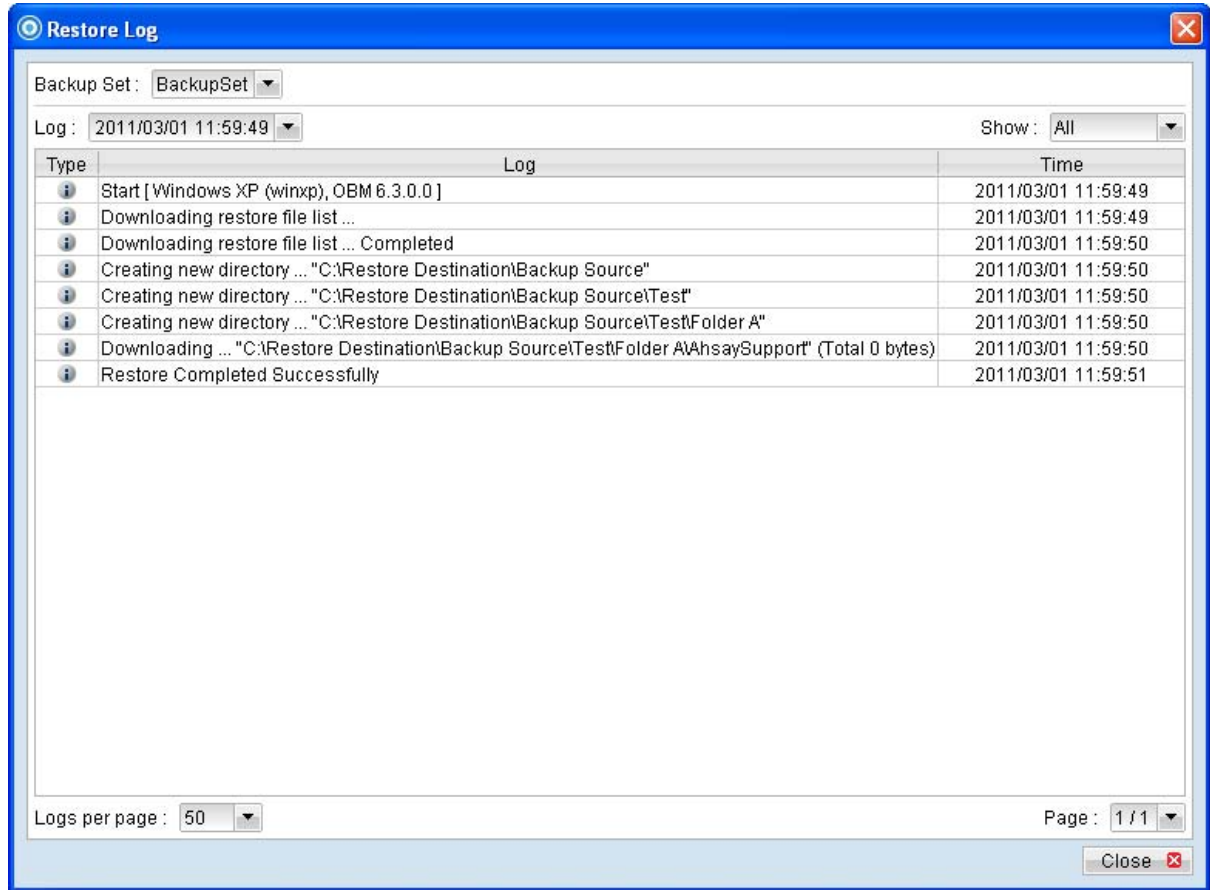 Restore Log
Backup Set : BackupSet
Log : 2011/03/01 11:59:49 Show : All
Type Log Time
Start [ Windows XP (winxp), OBM 6.3.0.0 ] 2011/03/01 11:59:49
Downloading restore file list ... 2011/03/01 11:59:49
Downloading restore file list ... Completed 2011/03/01 11:59:50
Creating new directory ... "C:\Restore Destination\Backup Source" 2011/03/01 11:59:50
Creating new directory ... "C:\Restore Destination\Backup Source\Test" 2011/03/01 11:59:50
Creating new directory ... "C:\Restore Destination\Backup Source\Test\Folder A" 2011/03/01 11:59:50
Downloading ... "C:\Restore Destination\Backup Source\Test\Folder A\AhsaySupport" (Total 0 bytes) 2011/03/01 11:59:50
Restore Completed Successfully 2011/03/01 11:59:51
Logs per page : 50 Page : 1 / 1
Close